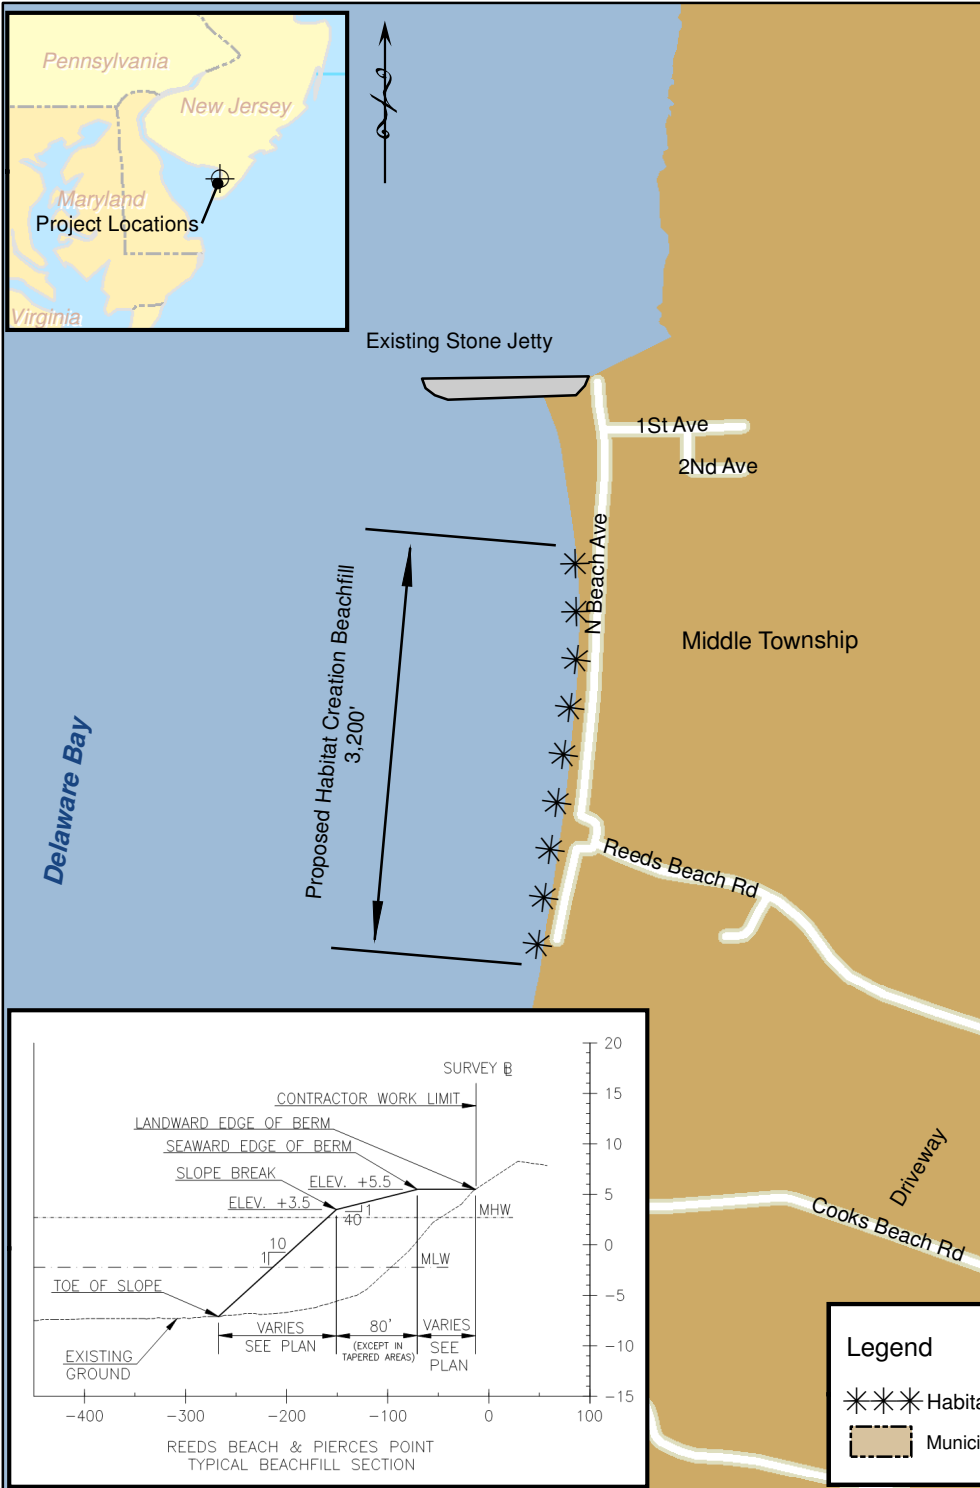 Pennsylvania
New Jersey
Maryland
Project Locations
Virginia
Existing Stone Jetty
1St Ave
2Nd Ave
N Beach Ave
Middle Township
Proposed Habitat Creation Beachfill
3,200'
Delaware Bay
Reeds Beach Rd
Driveway
Cooks Beach Rd
SURVEY BL
CONTRACTOR WORK LIMIT
LANDWARD EDGE OF BERM
SEAWARD EDGE OF BERM
SLOPE BREAK
ELEV. +5.5
ELEV. +3.5
1
40
MHW
10
1
MLW
TOE OF SLOPE
EXISTING
GROUND
VARIES
SEE PLAN
80'
(EXCEPT IN
TAPERED AREAS)
VARIES
SEE
PLAN
20
15
10
5
0
-5
-10
-15
-400
-300
-200
-100
0
100
REEDS BEACH & PIERCES POINT
TYPICAL BEACHFILL SECTION
Legend
Habita
Munici